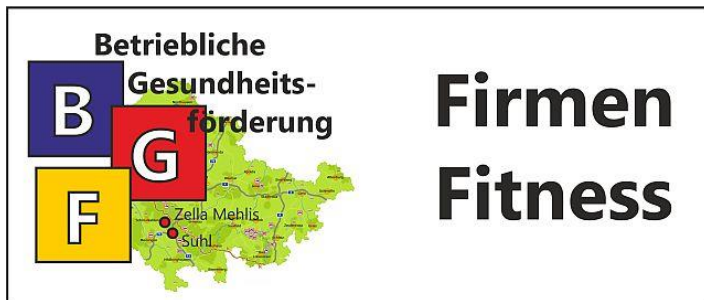 Betriebliche
Gesundheits-
förderung
B
G
F
Zella Mehlis
Suhl
Firmen
Fitness